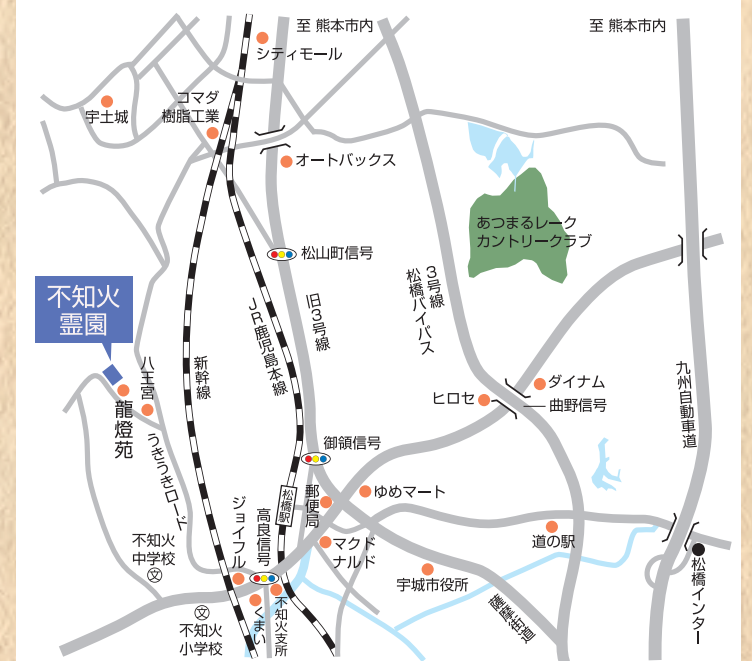 至 熊本市内
至 熊本市内
シティモール
コマダ
樹脂工業
宇土城
オートバックス
あつまるレーク
カントリークラブ
松山町信号
3号線
松橋バイパス
旧3号線
JR鹿児島本線
新幹線
不知火
霊園
八王宮
龍燈苑
うきうきロード
ダイナム
ヒロセ
曲野信号
九州自動車道
御領信号
ゆめマート
郵便局
松橋駅
ジョイフル
高良信号
マクド
ナルド
道の駅
不知火
中学校
文
宇城市役所
松橋インター
薩摩街道
文
不知火
小学校
くまい
不知火支所